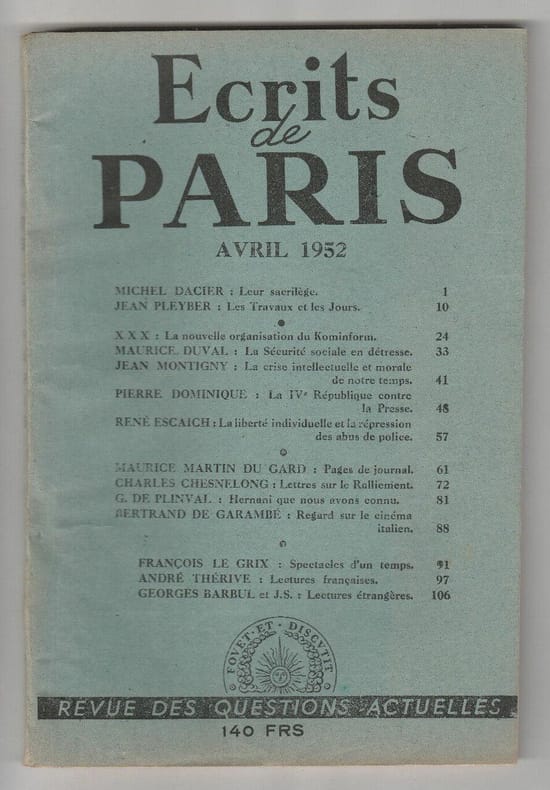 Ecrits
de
PARIS
AVRIL 1952
MICHEL DACIER : Leur sacrilège. 1
JEAN PLEYBER : Les Travaux et les Jours. 10
X X X : La nouvelle organisation du Kominform. 24
MAURICE DUVAL : La Sécurité sociale en détresse. 33
JEAN MONTIGNY : La crise intellectuelle et morale
de notre temps. 41
PIERRE DOMINIQUE : La IVe République contre
la Presse. 48
RENÉ ESCAICH : La liberté individuelle et la répression
des abus de police. 57
MAURICE MARTIN DU GARD : Pages de journal. 61
CHARLES CHESNELONG : Lettres sur le Ralliement. 72
G. DE PLINVAL : Hernani que nous avons connu. 81
BERTRAND DE GARAMBÉ : Regard sur le cinéma
italien. 88
FRANÇOIS LE GRIX : Spectacles d'un temps. 91
ANDRÉ THÉRIVE : Lectures françaises. 97
GEORGES BARBUL et J.S. : Lectures étrangères. 106
FOVET · ET · DISCVTIT
REVUE DES QUESTIONS ACTUELLES
140 FRS